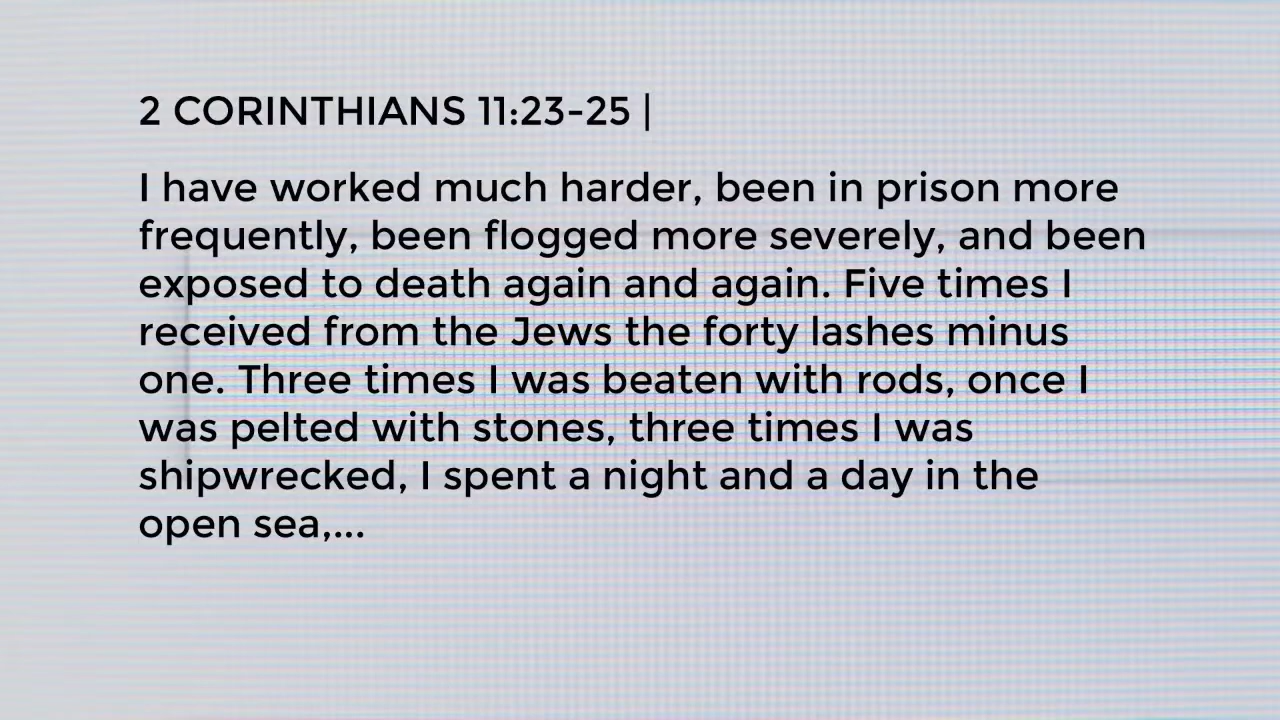 2 CORINTHIANS 11:23-25 |
I have worked much harder, been in prison more
frequently, been flogged more severely, and been
exposed to death again and again. Five times I
received from the Jews the forty lashes minus
one. Three times I was beaten with rods, once I
was pelted with stones, three times I was
shipwrecked, I spent a night and a day in the
open sea,...